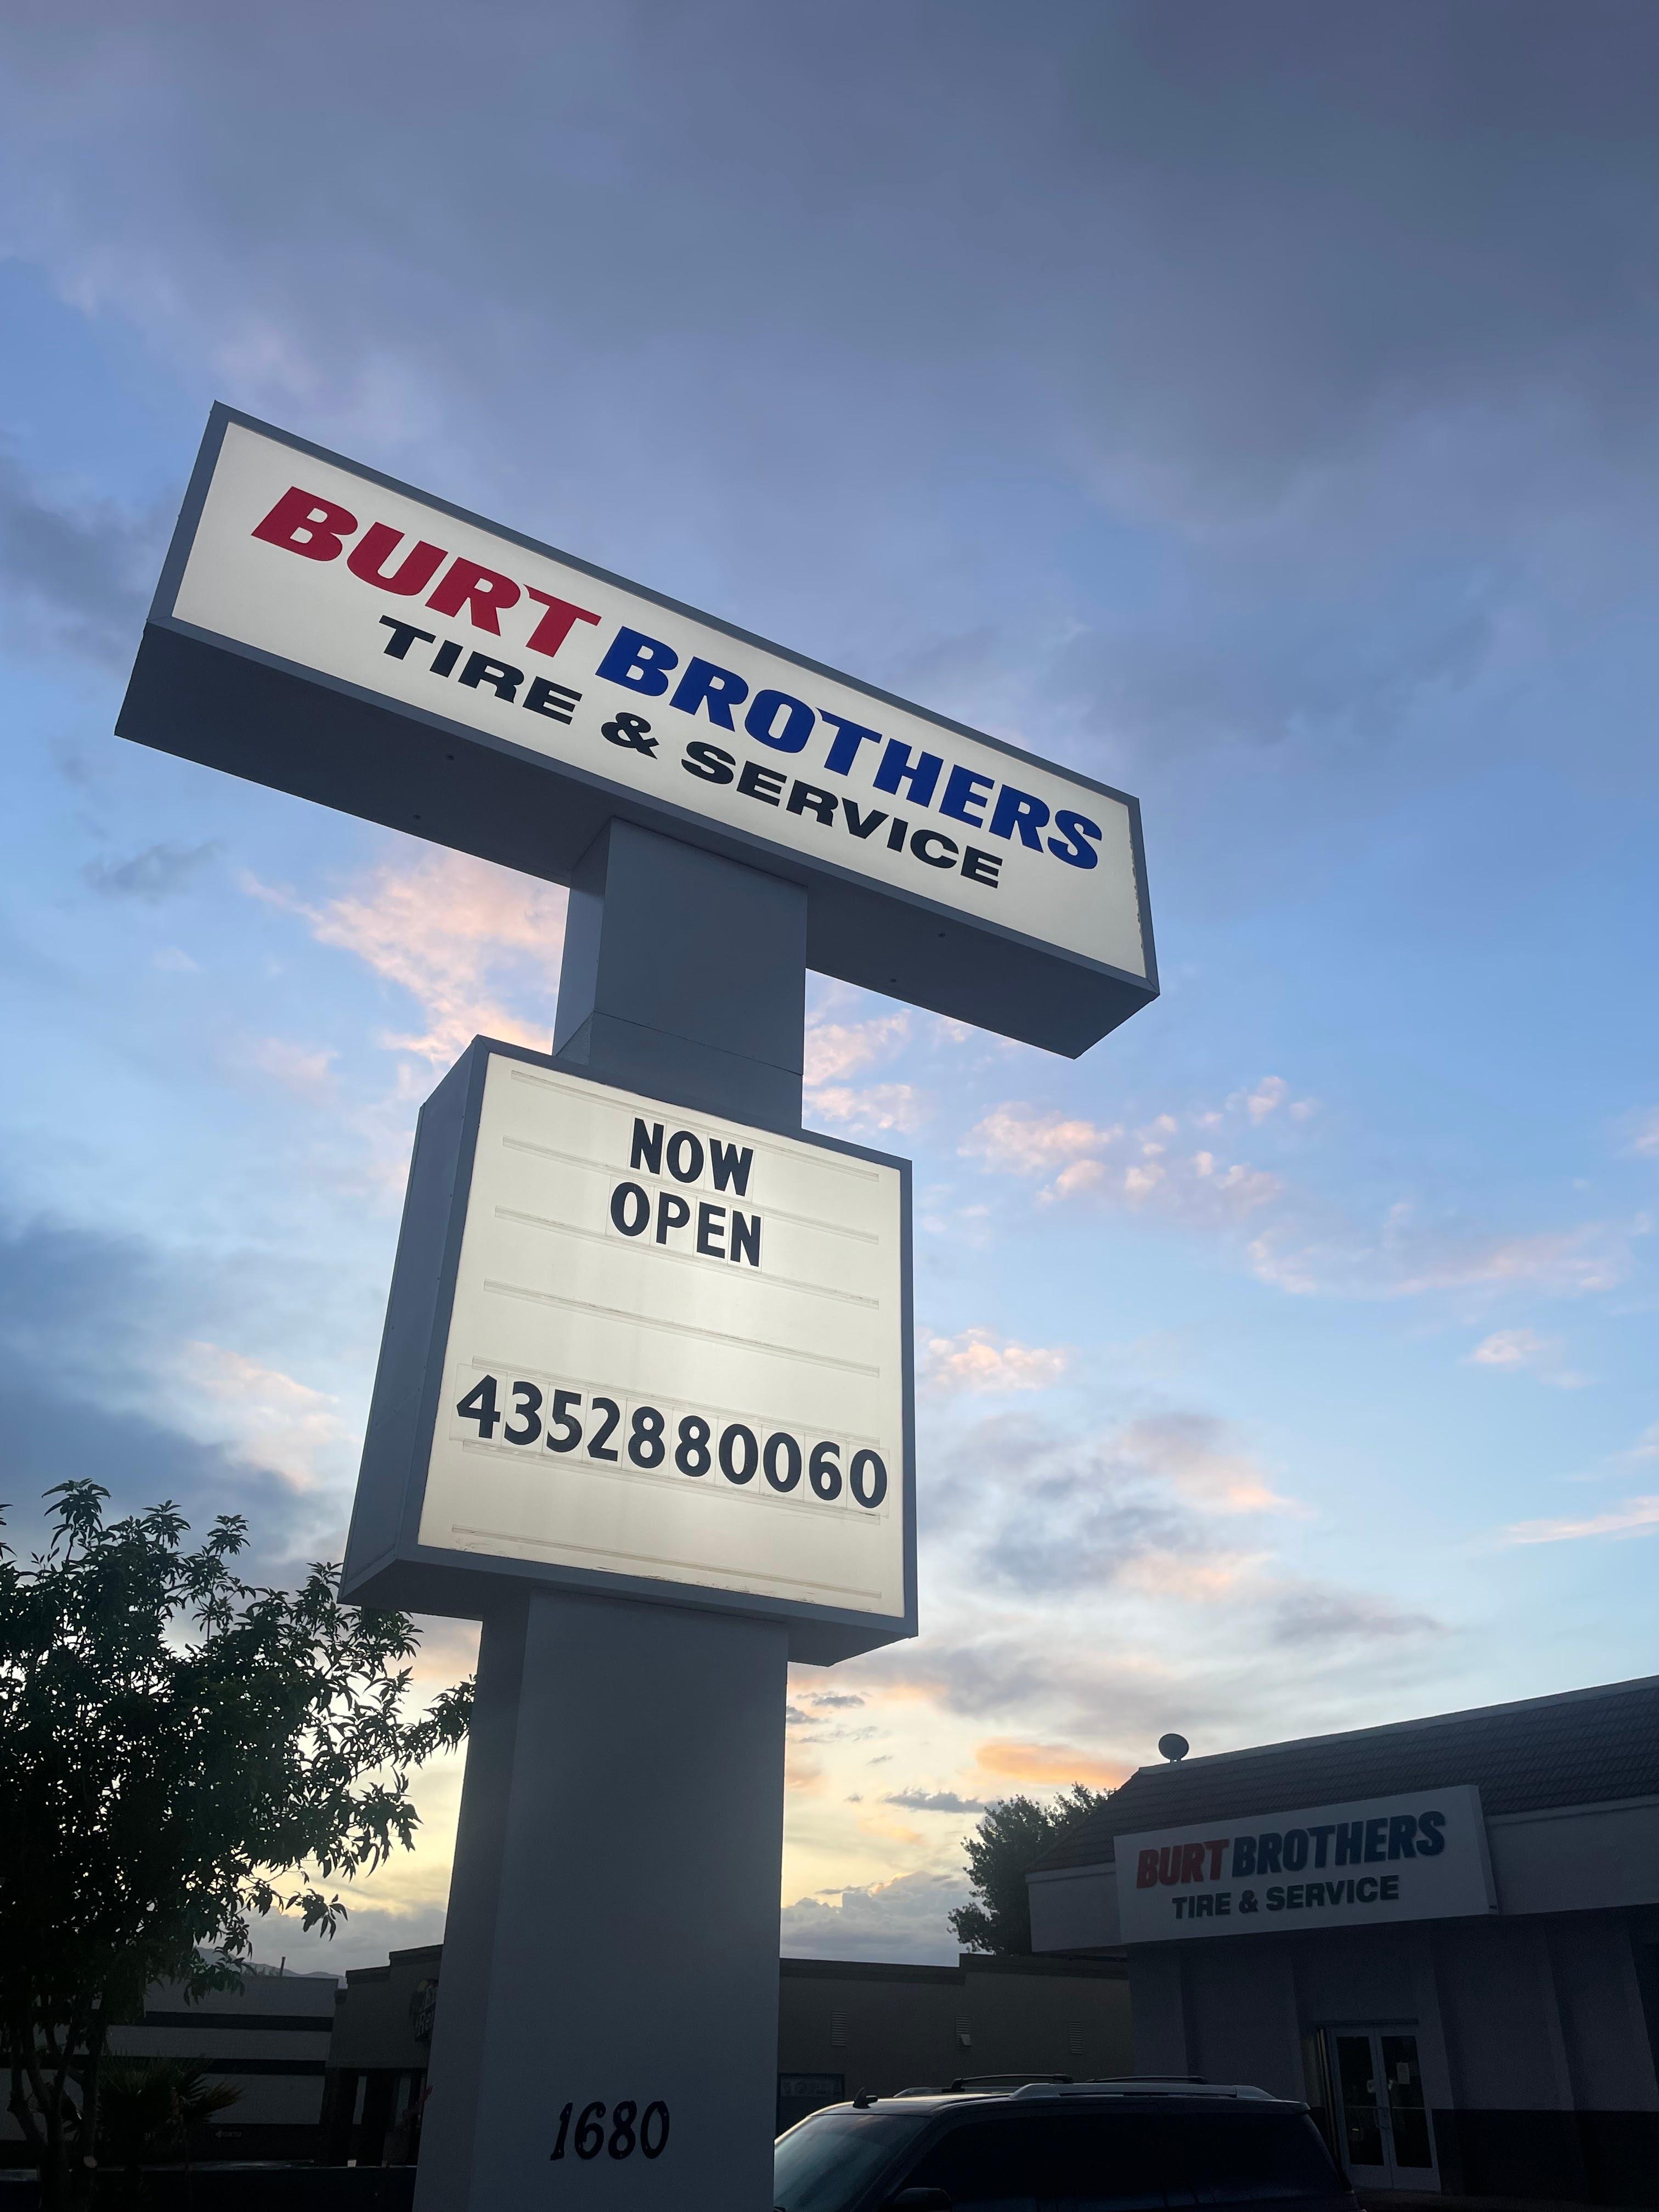 BURT BROTHERS
TIRE & SERVICE
NOW
OPEN
4352880060
1680
BURT BROTHERS
TIRE & SERVICE